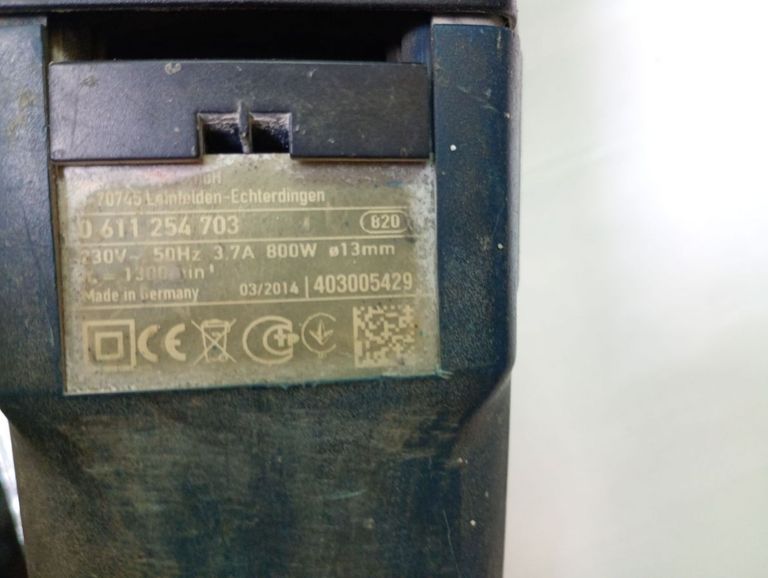 70745 Leinfelden-Echterdingen
0 611 254 703 820
230V~ 50Hz 3.7A 800W ø13mm
Made in Germany 03/2014 | 403005429
CE